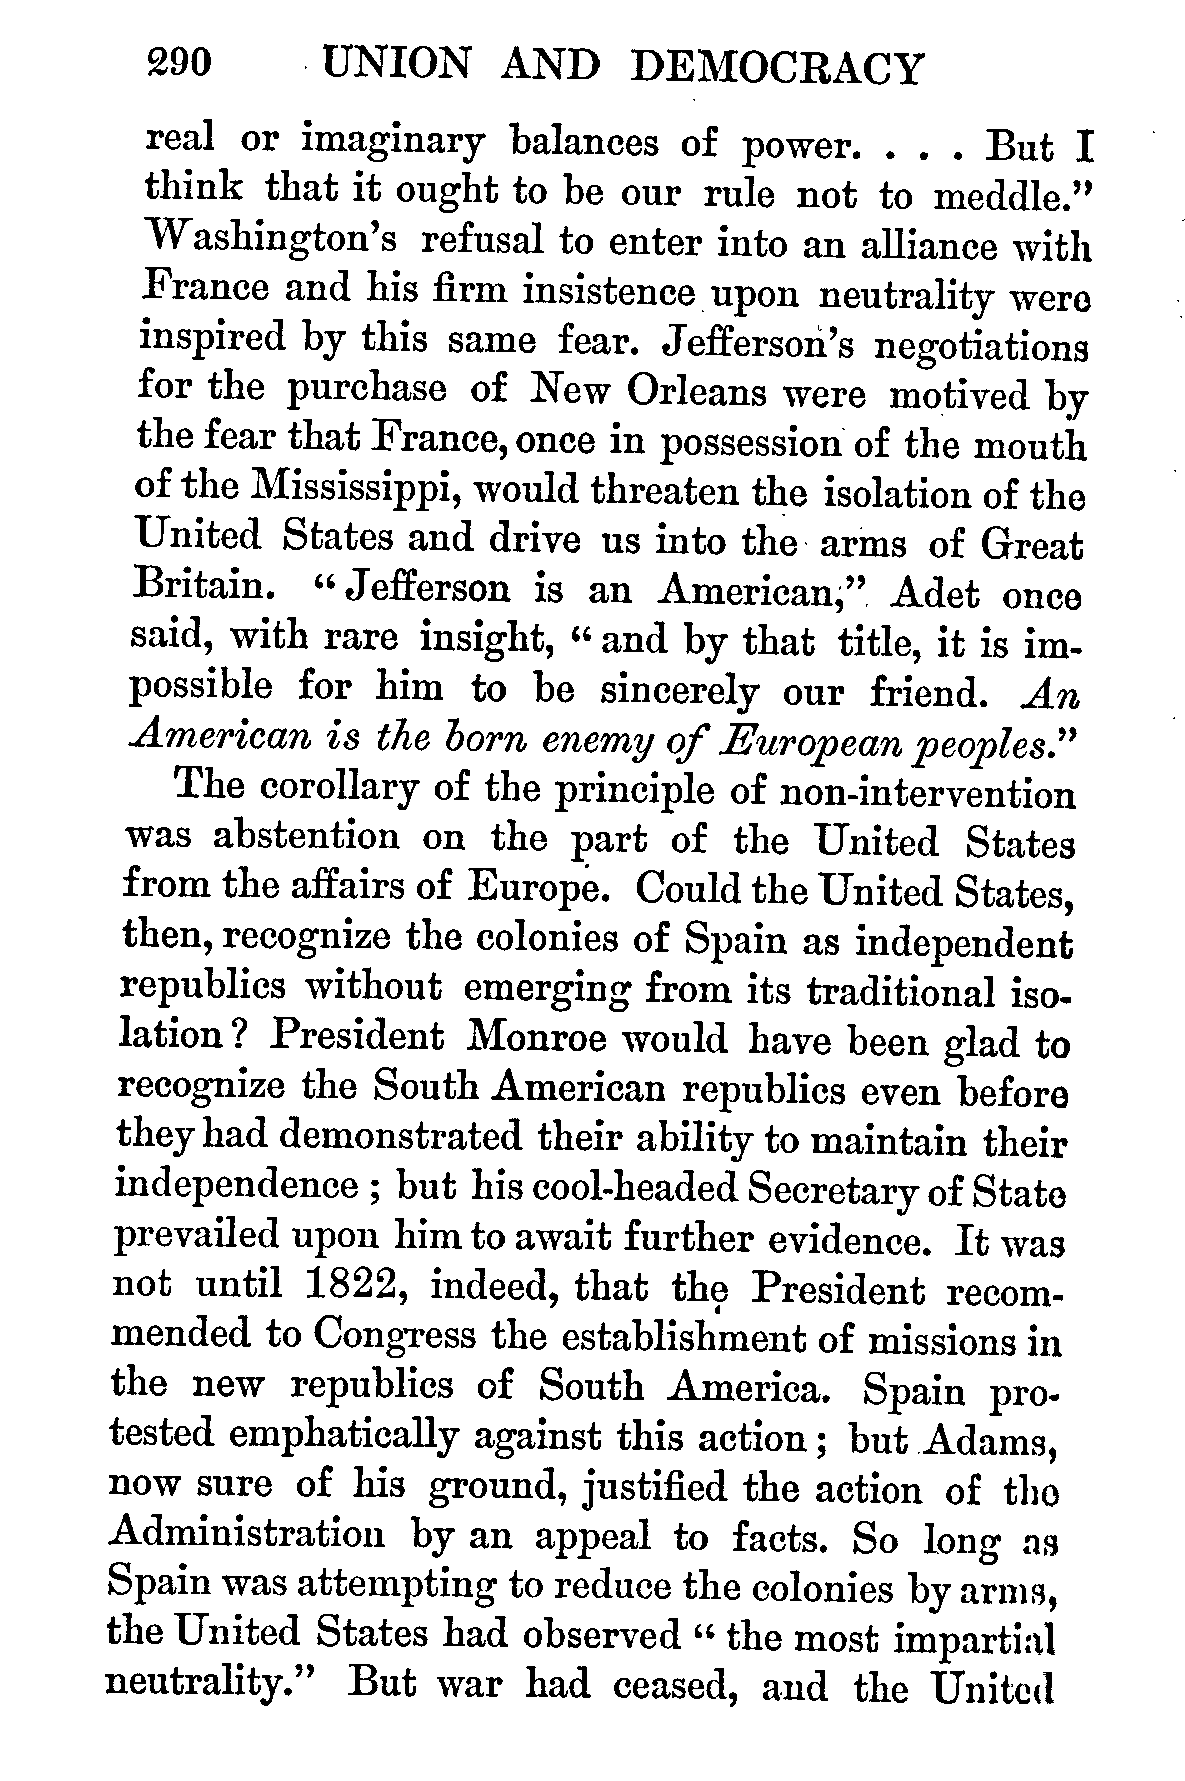 290 UNION AND DEMOCRACY
real or imaginary balances of power. . . . But I
think that it ought to be our rule not to meddle."
Washington's refusal to enter into an alliance with
France and his firm insistence upon neutrality were
inspired by this same fear. Jefferson's negotiations
for the purchase of New Orleans were motived by
the fear that France, once in possession of the mouth
of the Mississippi, would threaten the isolation of the
United States and drive us into the arms of Great
Britain. "Jefferson is an American," Adet once
said, with rare insight, "and by that title, it is im-
possible for him to be sincerely our friend. An
American is the born enemy of European peoples."
The corollary of the principle of non-intervention
was abstention on the part of the United States
from the affairs of Europe. Could the United States,
then, recognize the colonies of Spain as independent
republics without emerging from its traditional iso-
lation? President Monroe would have been glad to
recognize the South American republics even before
they had demonstrated their ability to maintain their
independence; but his cool-headed Secretary of State
prevailed upon him to await further evidence. It was
not until 1822, indeed, that the President recom-
mended to Congress the establishment of missions in
the new republics of South America. Spain pro-
tested emphatically against this action; but Adams,
now sure of his ground, justified the action of the
Administration by an appeal to facts. So long as
Spain was attempting to reduce the colonies by arms,
the United States had observed "the most impartial
neutrality." But war had ceased, and the United